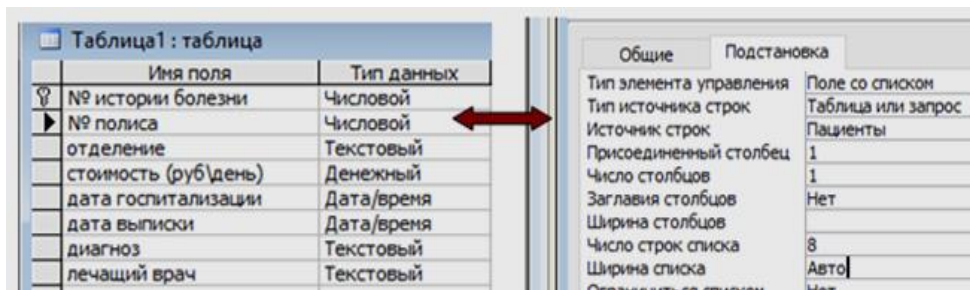 Таблица1 : таблица
Имя поля Тип данных
№ истории болезни Числовой
№ полиса Числовой
отделение Текстовый
стоимость (руб\день) Денежный
дата госпитализации Дата/время
дата выписки Дата/время
диагноз Текстовый
лечащий врач Текстовый
Общие Подстановка
Тип элемента управления Поле со списком
Тип источника строк Таблица или запрос
Источник строк Пациенты
Присоединенный столбец 1
Число столбцов 1
Заглавия столбцов Нет
Ширина столбцов
Число строк списка 8
Ширина списка Авто